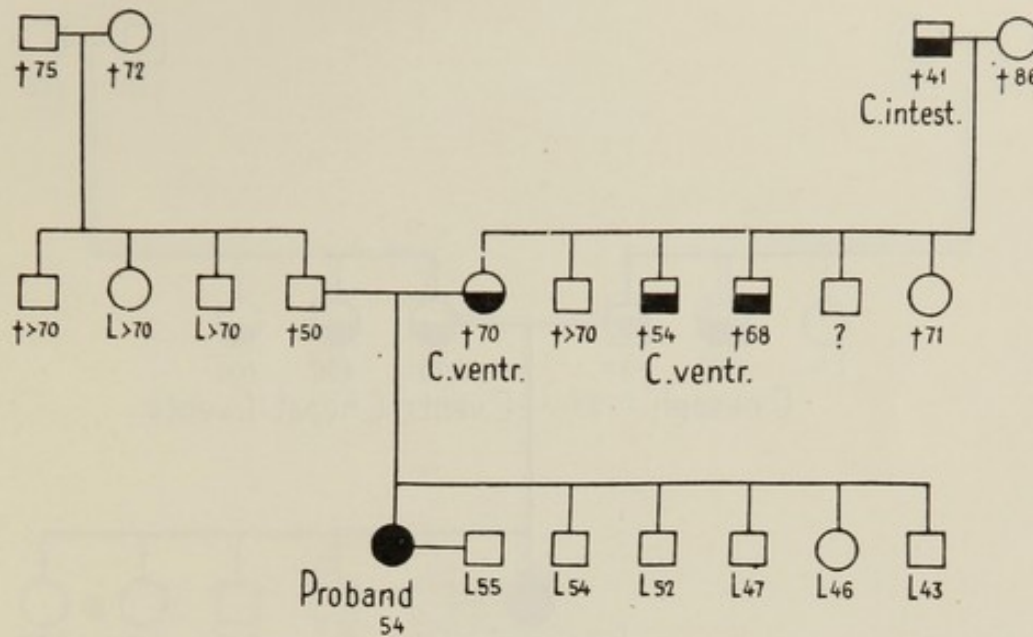 †75 †72 †41 †86
C.intest.
†>70 L>70 L>70 †50 †70 †>70 †54 †68 ? †71
C.ventr. C.ventr.
L55 L54 L52 L47 L46 L43
Proband
54